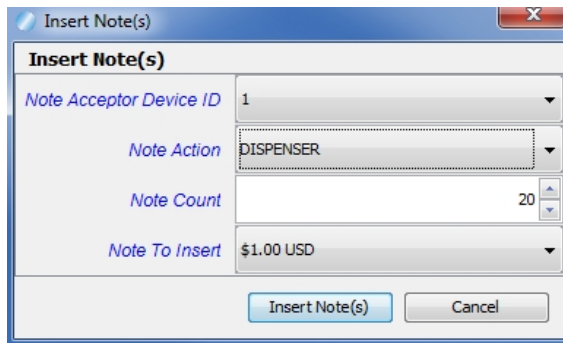 Insert Note(s)
Insert Note(s)
Note Acceptor Device ID 1
Note Action DISPENSER
Note Count 20
Note To Insert $1.00 USD
Insert Note(s) Cancel